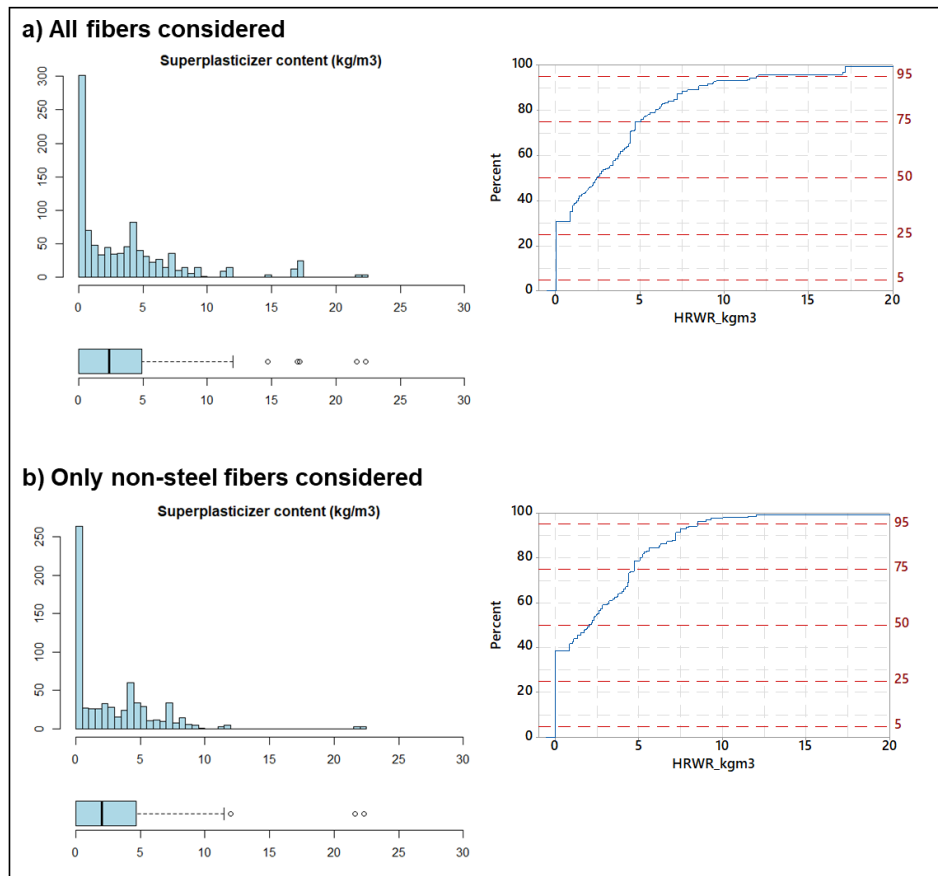 a) All fibers considered
Superplasticizer content (kg/m3)
300
250
200
150
100
50
0
0 5 10 15 20 25 30
0 5 10 15 20 25 30
100
80
60
40
20
0
Percent
95
75
50
25
5
0 5 10 15 20
HRWR_kgm3
b) Only non-steel fibers considered
Superplasticizer content (kg/m3)
250
200
150
100
50
0
0 5 10 15 20 25 30
0 5 10 15 20 25 30
100
80
60
40
20
0
Percent
95
75
50
25
5
0 5 10 15 20
HRWR_kgm3